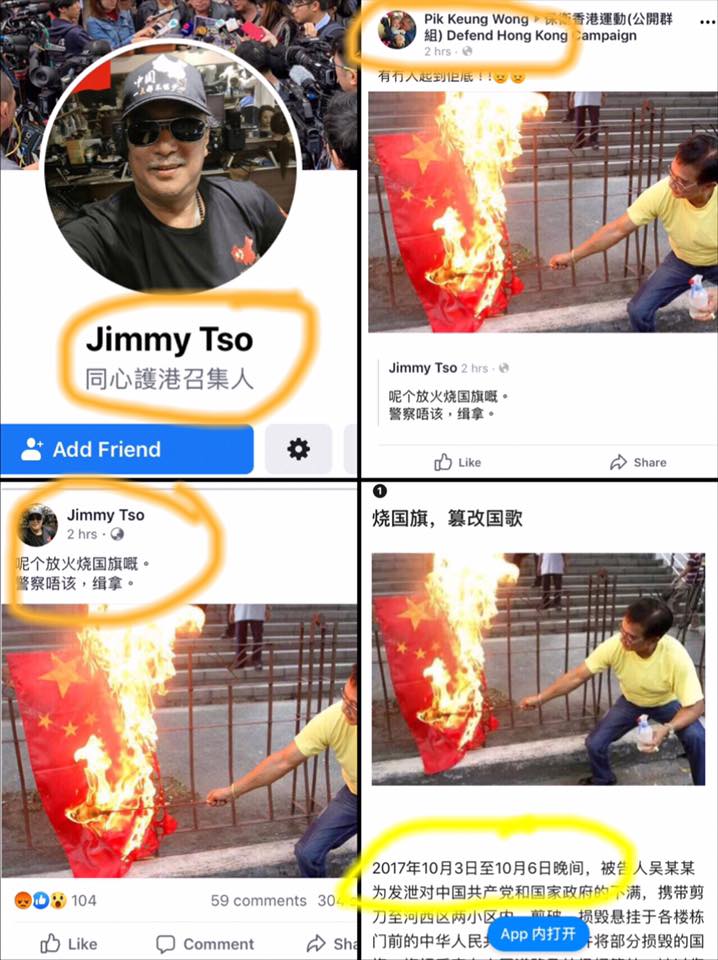 Jimmy Tso
同心護港召集人
Add Friend
Pik Keung Wong ▸ 保衛香港運動(公開群
組) Defend Hong Kong Campaign
2 hrs ·
有冇人起到佢底！！😟😟
Jimmy Tso 2 hrs ·
呢个放火烧国旗嘅。
警察唔该，缉拿。
Like
Share
Jimmy Tso
2 hrs ·
呢个放火烧国旗嘅。
警察唔该，缉拿。
104
59 comments
304
Like
Comment
Sha
1
烧国旗，篡改国歌
2017年10月3日至10月6日晚间，被告人吴某某
为发泄对中国共产党和国家政府的不满，携带剪
刀至河西区两小区内，剪破、损毁悬挂于各楼栋
门前的中华人民共
并将部分损毁的国
App 内打开